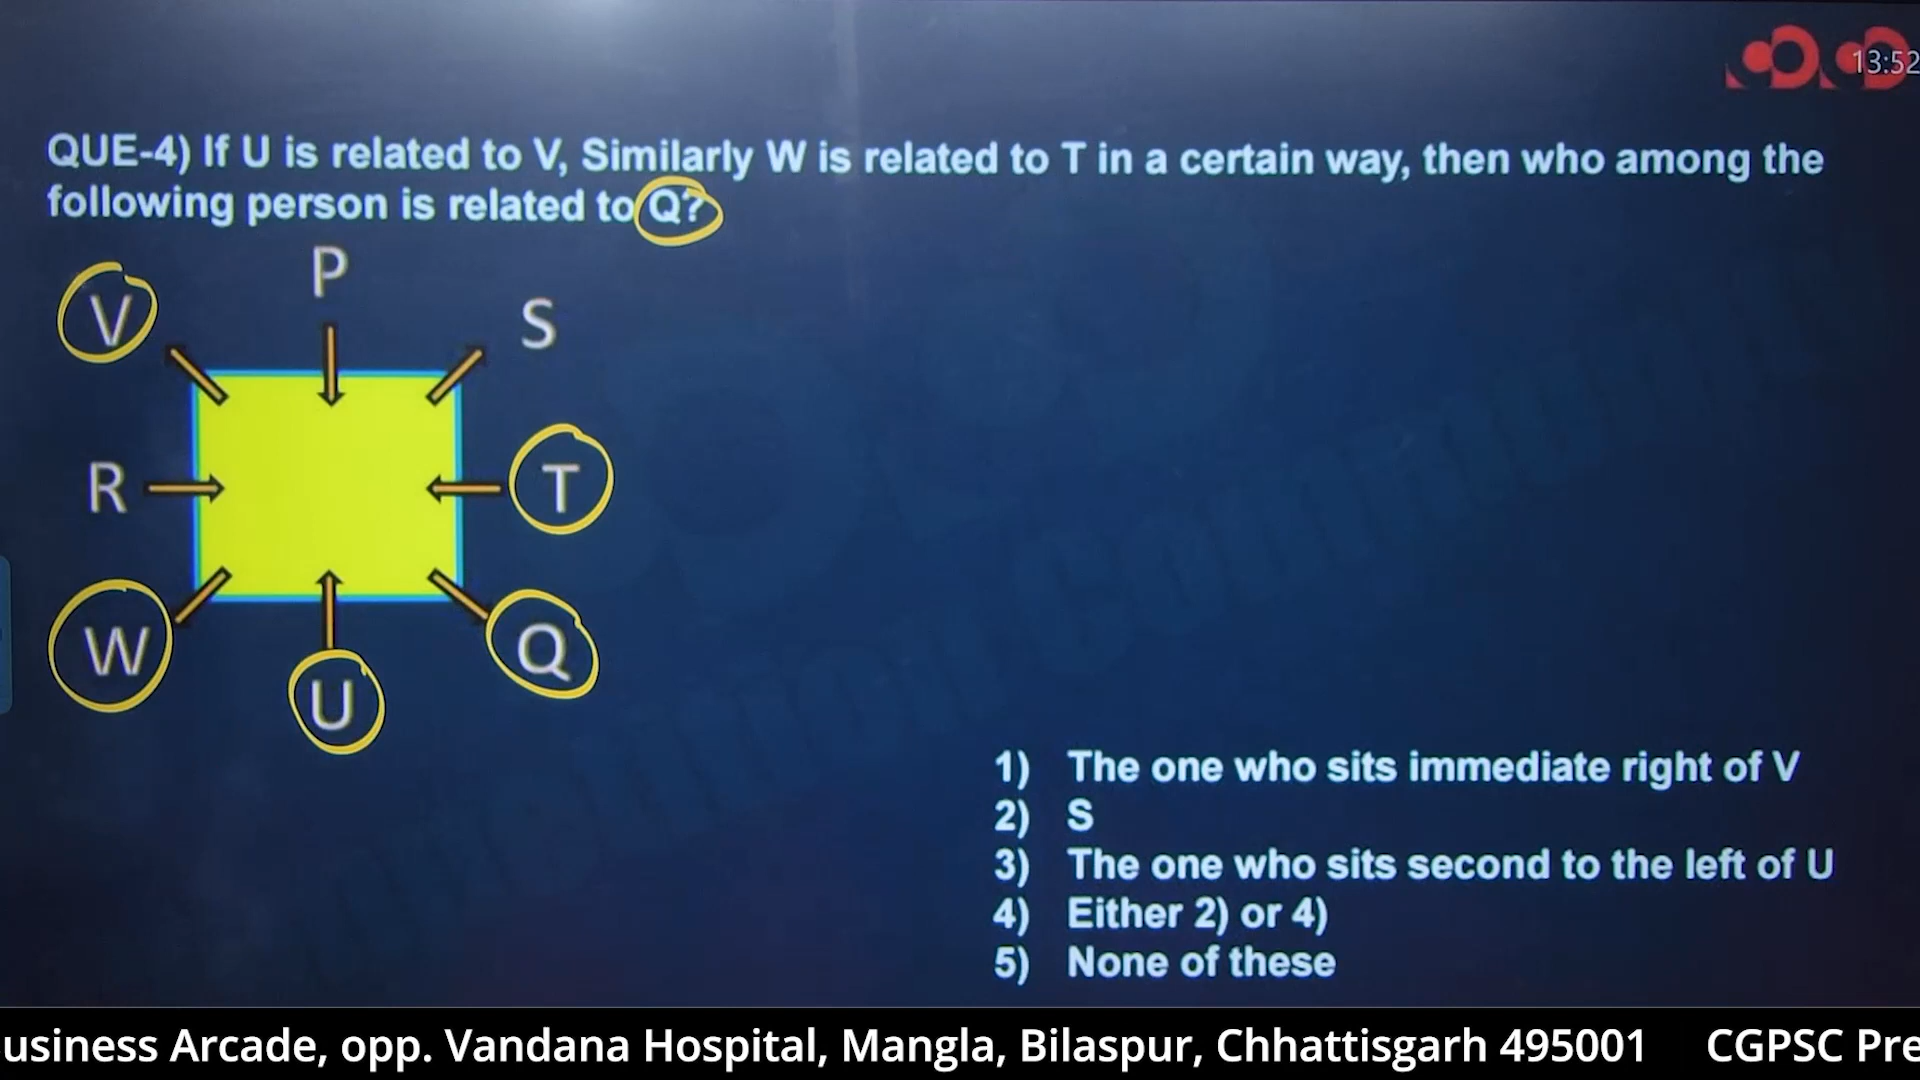 13:52
QUE-4) If U is related to V, Similarly W is related to T in a certain way, then who among the
following person is related to Q?
P
V
S
R
T
W
Q
U
1) The one who sits immediate right of V
2) S
3) The one who sits second to the left of U
4) Either 2) or 4)
5) None of these
usiness Arcade, opp. Vandana Hospital, Mangla, Bilaspur, Chhattisgarh 495001 CGPSC Pre